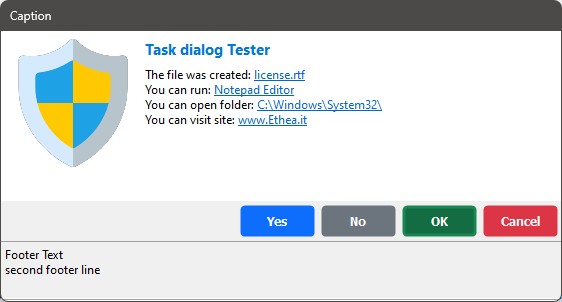 Caption
Task dialog Tester
The file was created: license.rtf
You can run: Notepad Editor
You can open folder: C:\Windows\System32\
You can visit site: www.Ethea.it
Yes No OK Cancel
Footer Text
second footer line